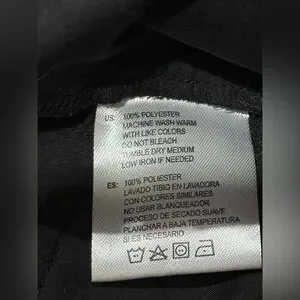 US: 100% POLYESTER
MACHINE WASH WARM
WITH LIKE COLORS
DO NOT BLEACH
TUMBLE DRY MEDIUM
LOW IRON IF NEEDED
ES: 100% POLIESTER
LAVADO TIBIO EN LAVADORA
CON COLORES SIMILARES
NO USAR BLANQUEADOR
PROCESO DE SECADO SUAVE
PLANCHAR A BAJA TEMPERATURA
SI ES NECESARIO